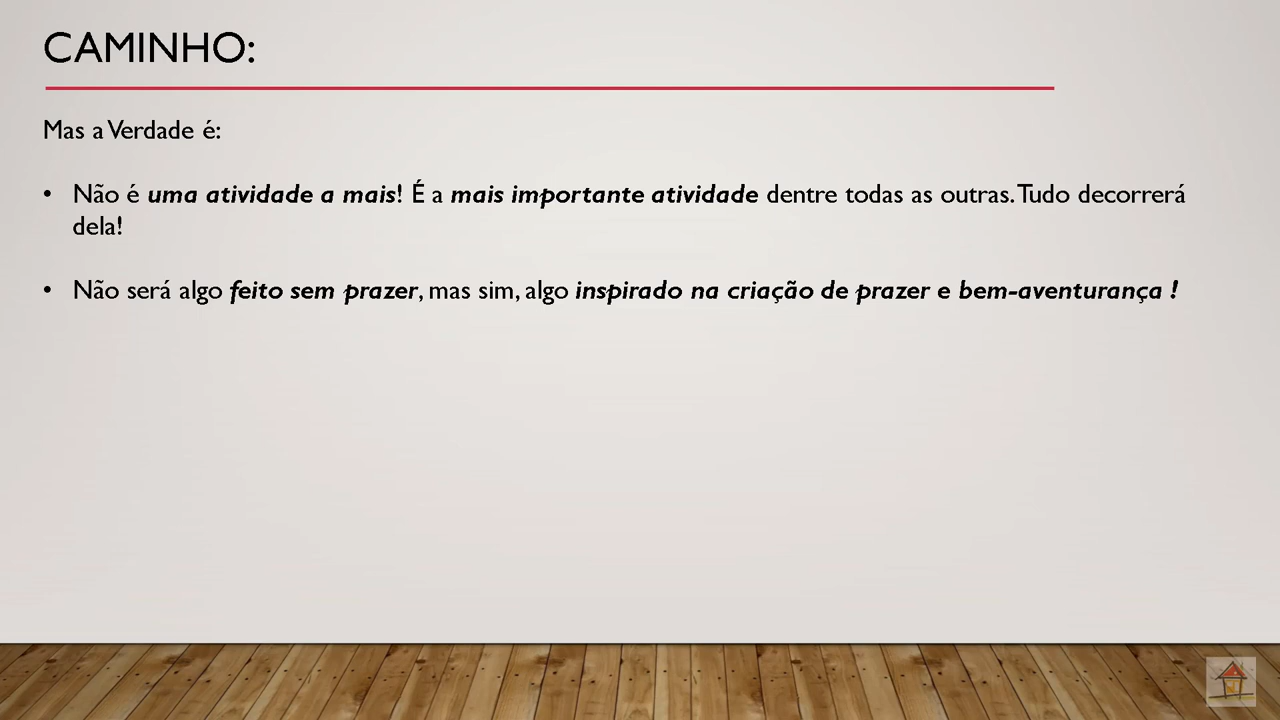 CAMINHO:
Mas a Verdade é:
• Não é uma atividade a mais! É a mais importante atividade dentre todas as outras. Tudo decorrerá
dela!
• Não será algo feito sem prazer, mas sim, algo inspirado na criação de prazer e bem-aventurança !